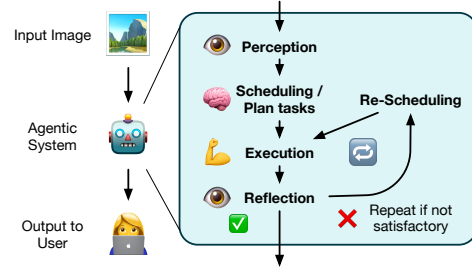 Input Image
Agentic
System
Output to
User
Perception
Scheduling /
Plan tasks
Execution
Reflection
Re-Scheduling
Repeat if not
satisfactory